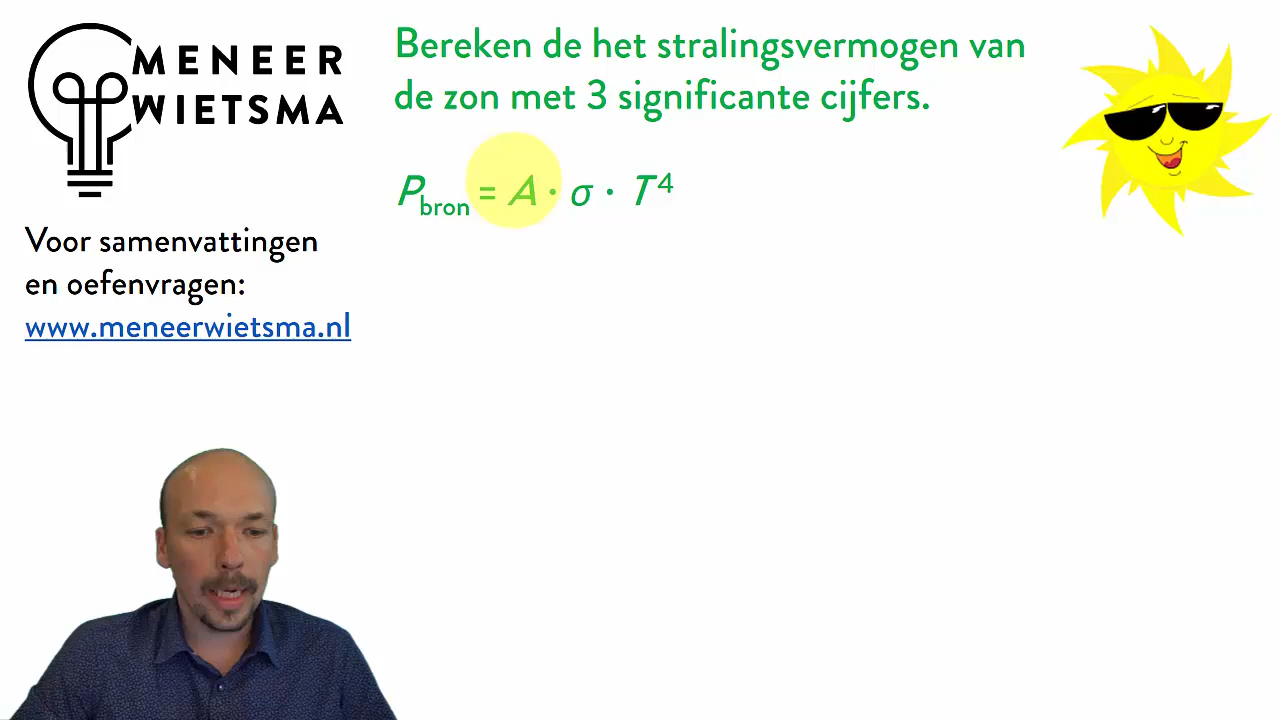 MENEER
WIETSMA
Voor samenvattingen
en oefenvragen:
www.meneerwietsma.nl
Bereken de het stralingsvermogen van
de zon met 3 significante cijfers.
P_bron = A · σ · T⁴